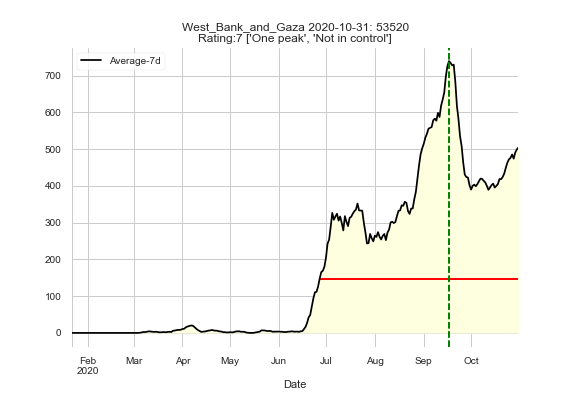 West_Bank_and_Gaza 2020-10-31: 53520
Rating:7 ['One peak', 'Not in control']
Average-7d
700
600
500
400
300
200
100
0
Feb Mar Apr May Jun Jul Aug Sep Oct
2020
Date